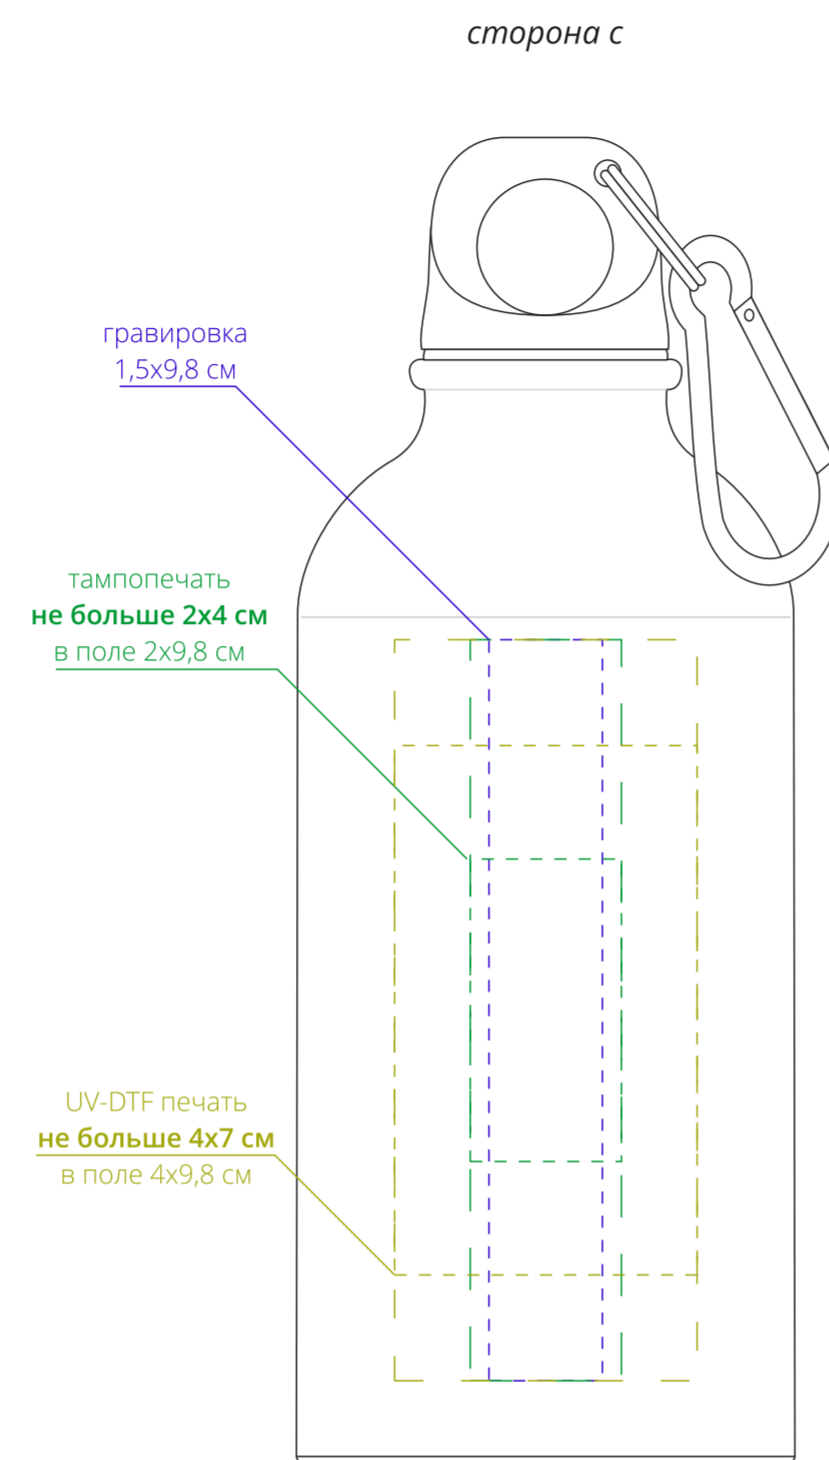 сторона с
гравировка
1,5х9,8 см
тампопечать
не больше 2х4 см
в поле 2х9,8 см
UV-DTF печать
не больше 4х7 см
в поле 4х9,8 см